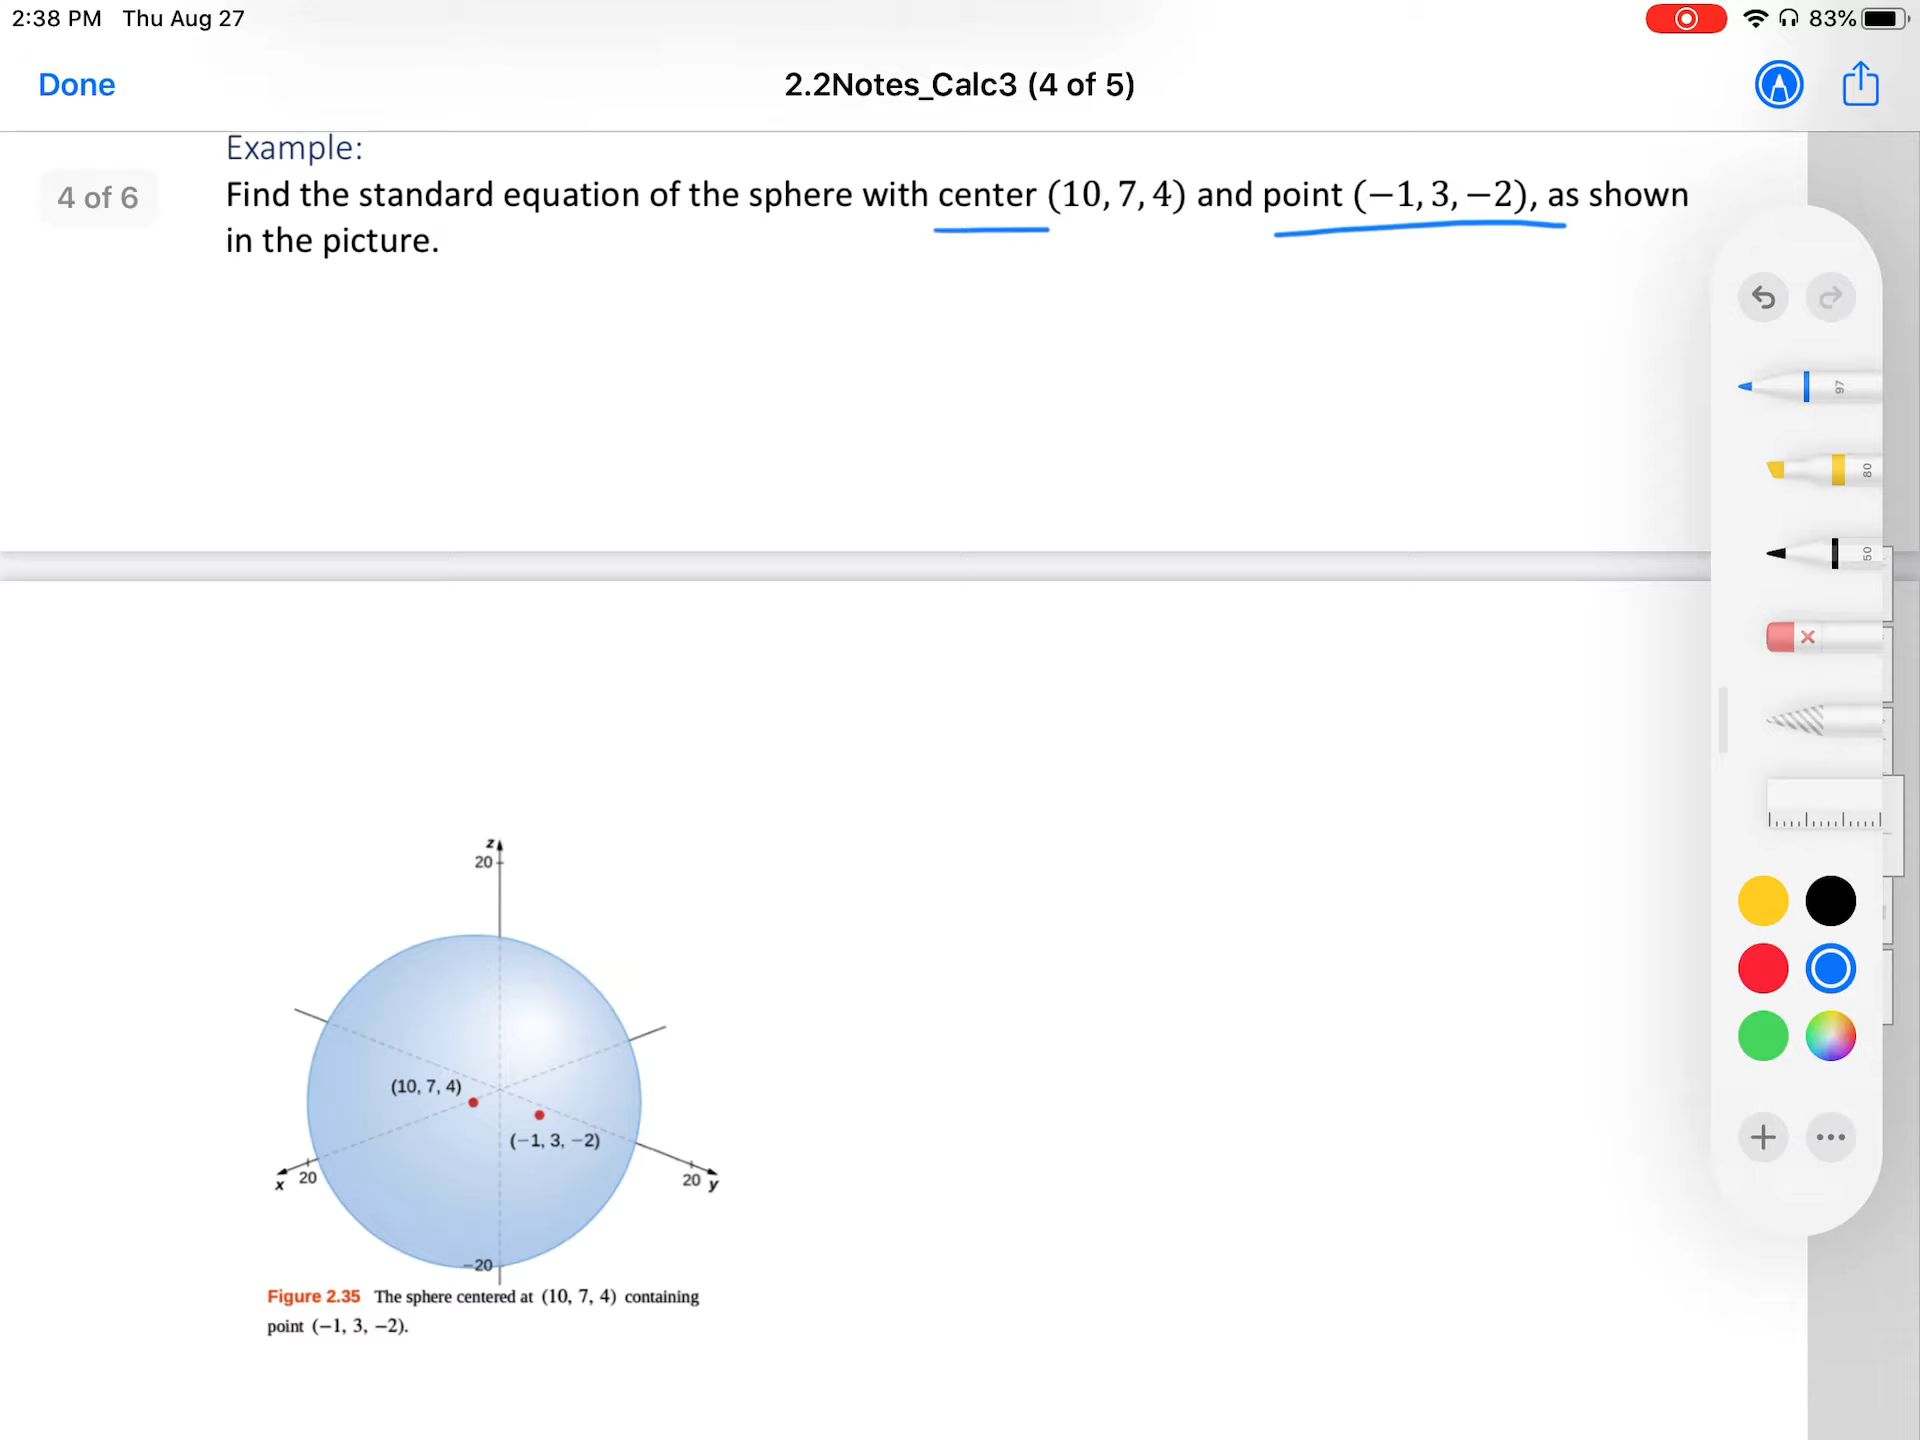 2:38 PM Thu Aug 27
83%
Done
2.2Notes_Calc3 (4 of 5)
Example:
4 of 6
Find the standard equation of the sphere with center (10, 7, 4) and point (−1, 3, −2), as shown
in the picture.
97
80
50
z
20
(10, 7, 4)
(−1, 3, −2)
20
x
20
y
−20
Figure 2.35 The sphere centered at (10, 7, 4) containing
point (−1, 3, −2).